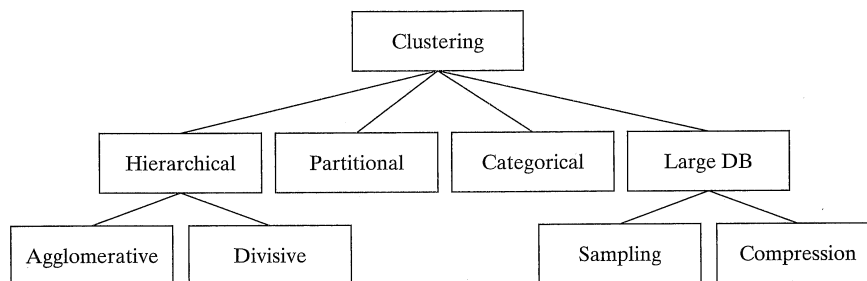 Clustering
Hierarchical
Partitional
Categorical
Large DB
Agglomerative
Divisive
Sampling
Compression